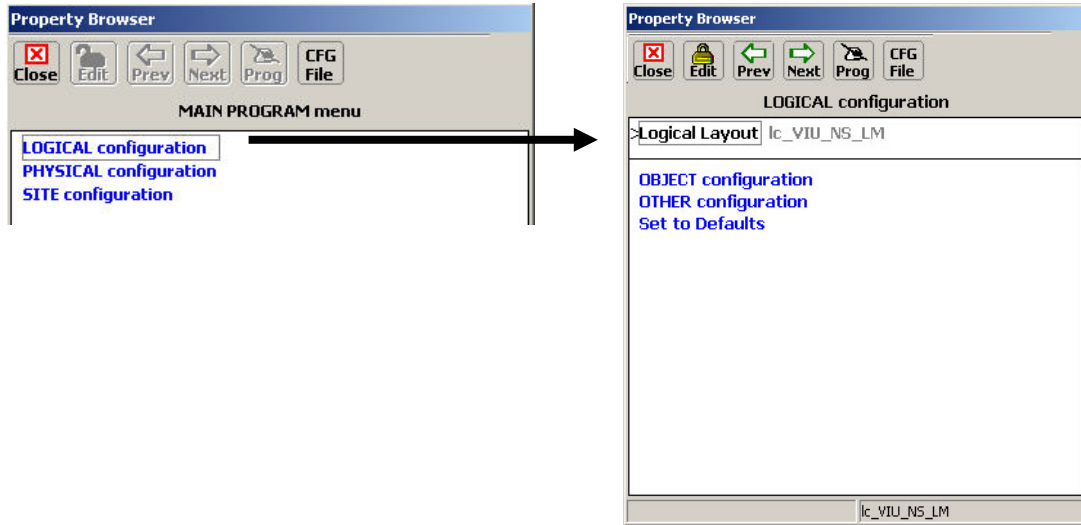 Property Browser
Close Edit Prev Next Prog CFG File
MAIN PROGRAM menu
LOGICAL configuration
PHYSICAL configuration
SITE configuration
Property Browser
Close Edit Prev Next Prog CFG File
LOGICAL configuration
>Logical Layout lc_VIU_NS_LM
OBJECT configuration
OTHER configuration
Set to Defaults
lc_VIU_NS_LM